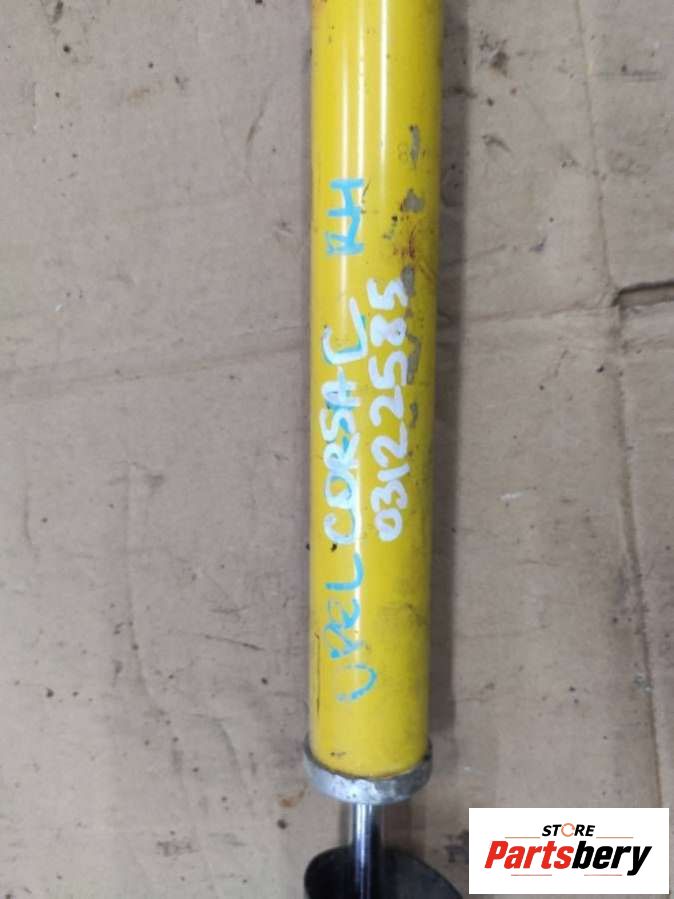 OPEL CORSA-C RH
03122585
STORE
Partsbery